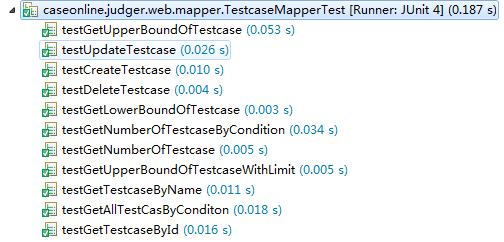 caseonline.judger.web.mapper.TestcaseMapperTest [Runner: JUnit 4] (0.187 s)
testGetUpperBoundOfTestcase (0.053 s)
testUpdateTestcase (0.026 s)
testCreateTestcase (0.010 s)
testDeleteTestcase (0.004 s)
testGetLowerBoundOfTestcase (0.003 s)
testGetNumberOfTestcaseByCondition (0.034 s)
testGetNumberOfTestcase (0.005 s)
testGetUpperBoundOfTestcaseWithLimit (0.005 s)
testGetTestcaseByName (0.011 s)
testGetAllTestCasByConditon (0.018 s)
testGetTestcaseById (0.016 s)